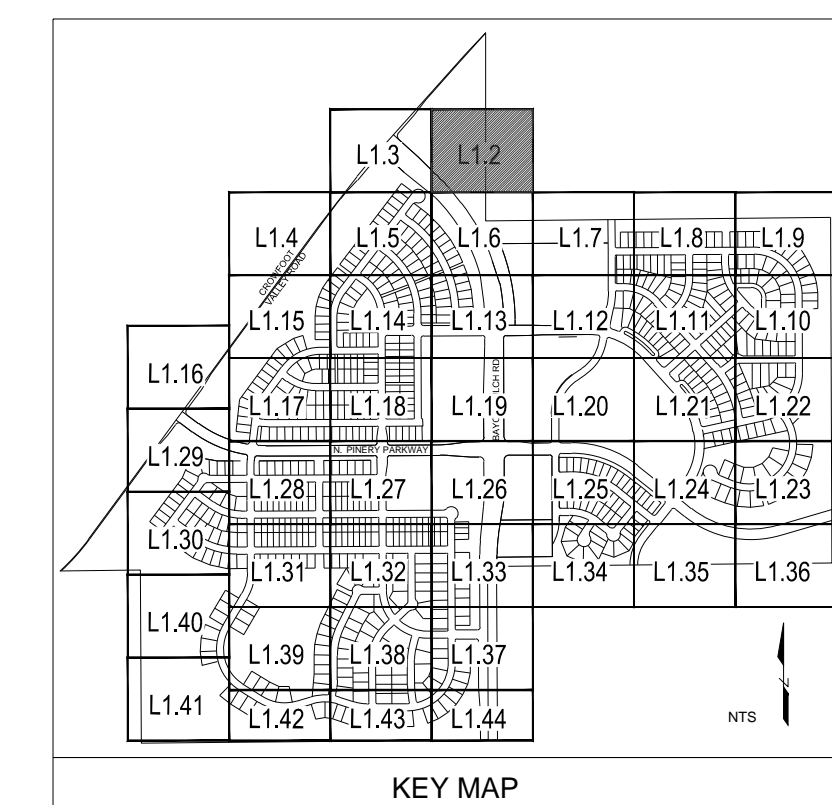 L1.3 L1.2
L1.4 L1.5 L1.6 L1.7 L1.8 L1.9
CROWFOOT
VALLEY ROAD
L1.15 L1.14 L1.13 L1.12 L1.11 L1.10
L1.16
L1.17 L1.18 L1.19 L1.20 L1.21 L1.22
N. PINERY PARKWAY
L1.29
L1.28 L1.27 L1.26 L1.25 L1.24 L1.23
L1.30
L1.31 L1.32 L1.33 L1.34 L1.35 L1.36
L1.40
L1.39 L1.38 L1.37
L1.41
L1.42 L1.43 L1.44
NTS
KEY MAP